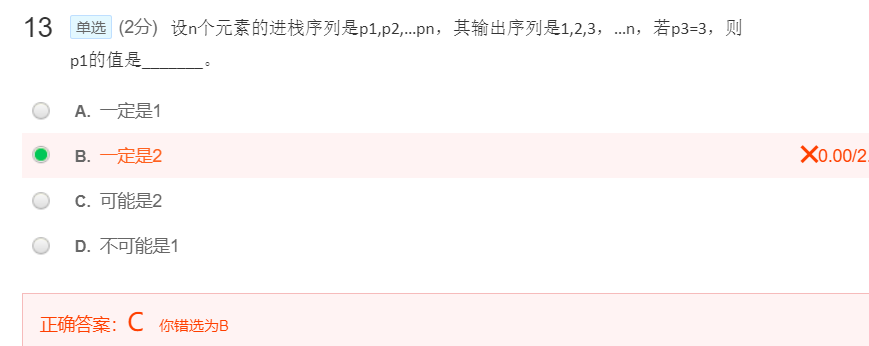 13 单选 (2分) 设n个元素的进栈序列是p1,p2,...pn，其输出序列是1,2,3，...n，若p3=3，则
p1的值是_______。
A. 一定是1
B. 一定是2 ✕0.00/2.
C. 可能是2
D. 不可能是1
正确答案：C 你错选为B